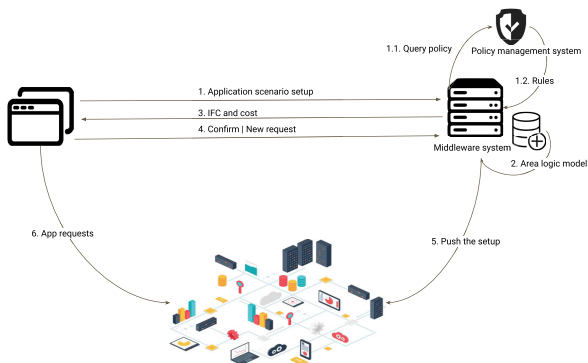 1.1. Query policy
Policy management system
1.2. Rules
1. Application scenario setup
3. IFC and cost
4. Confirm | New request
Middleware system
2. Area logic model
6. App requests
5. Push the setup